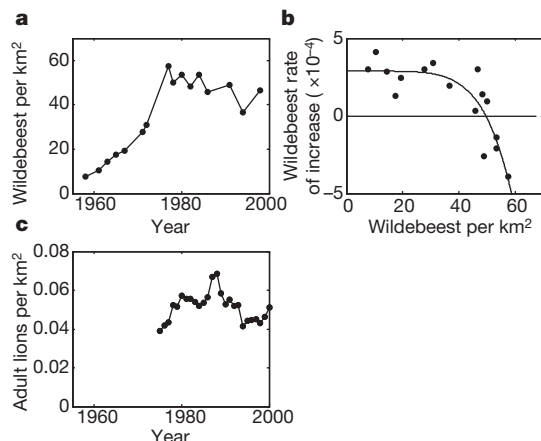 a
Wildebeest per km²
60
40
20
0
1960
1980
2000
Year
b
Wildebeest rate
of increase ( ×10⁻⁴)
5
0
–5
0
20
40
60
Wildebeest per km²
c
Adult lions per km²
0.08
0.06
0.04
0.02
0
1960
1980
2000
Year